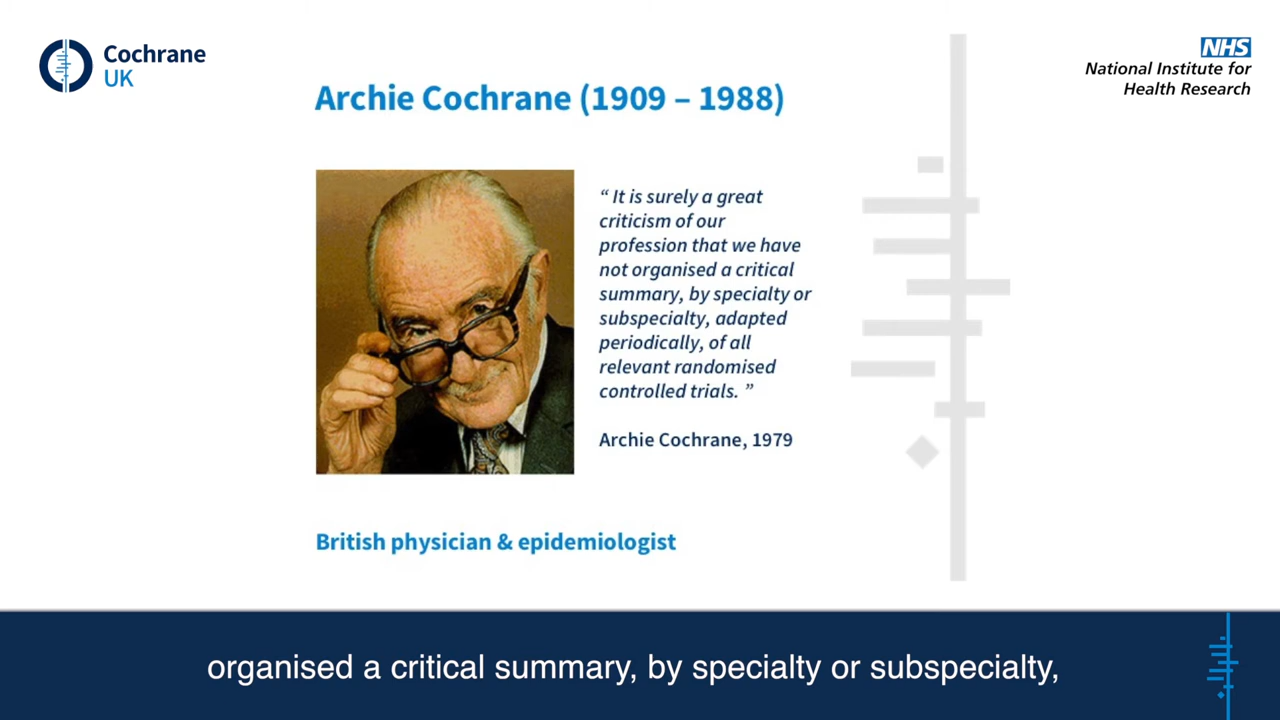 Cochrane
UK
NHS
National Institute for
Health Research
Archie Cochrane (1909 – 1988)
“ It is surely a great
criticism of our
profession that we have
not organised a critical
summary, by specialty or
subspecialty, adapted
periodically, of all
relevant randomised
controlled trials. ”
Archie Cochrane, 1979
British physician & epidemiologist
organised a critical summary, by specialty or subspecialty,